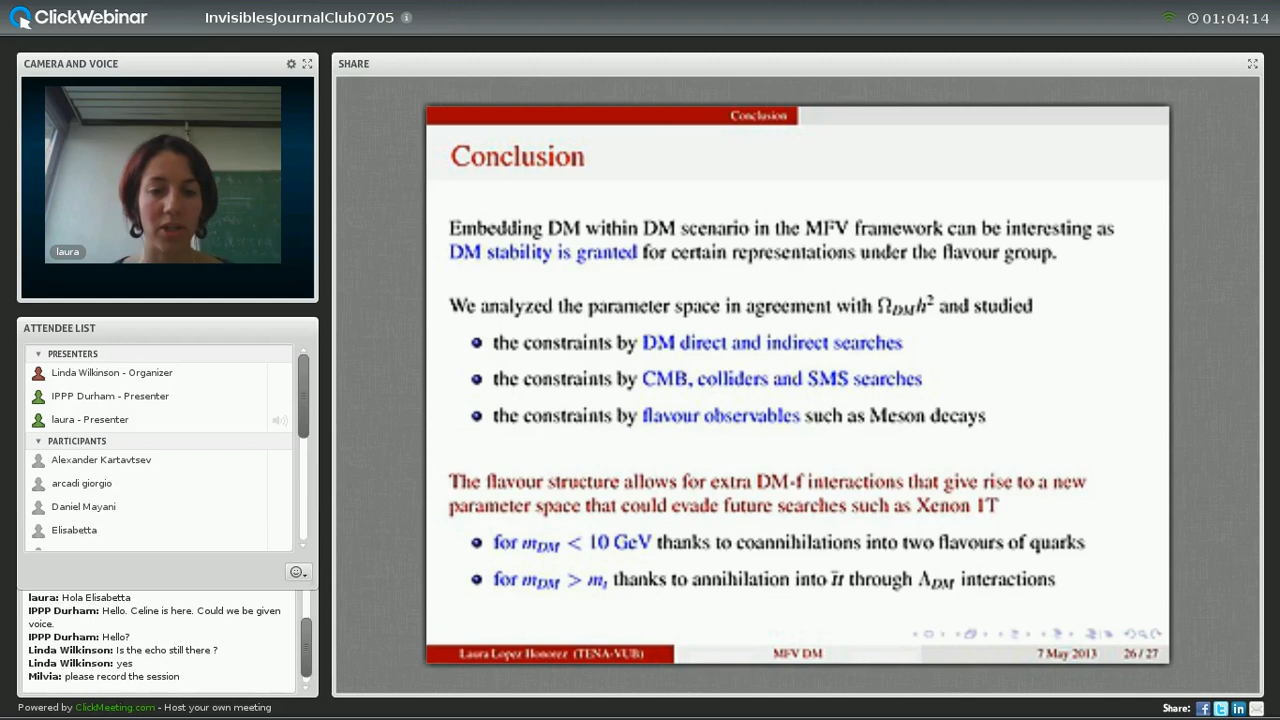 ClickWebinar
InvisiblesJournalClub0705
01:04:14
CAMERA AND VOICE
laura
ATTENDEE LIST
PRESENTERS
Linda Wilkinson - Organizer
IPPP Durham - Presenter
laura - Presenter
PARTICIPANTS
Alexander Kartavtsev
arcadi giorgio
Daniel Mayani
Elisabetta
laura: Hola Elisabetta
IPPP Durham: Hello. Celine is here. Could we be given
voice.
IPPP Durham: Hello?
Linda Wilkinson: Is the echo still there ?
Linda Wilkinson: yes
Milvia: please record the session
SHARE
Conclusion
Conclusion
Embedding DM within DM scenario in the MFV framework can be interesting as
DM stability is granted for certain representations under the flavour group.
We analyzed the parameter space in agreement with Ω_DM h² and studied
the constraints by DM direct and indirect searches
the constraints by CMB, colliders and SMS searches
the constraints by flavour observables such as Meson decays
The flavour structure allows for extra DM-f interactions that give rise to a new
parameter space that could evade future searches such as Xenon 1T
for m_DM < 10 GeV thanks to coannihilations into two flavours of quarks
for m_DM > m_t thanks to annihilation into t̄t through Λ_DM interactions
Laura Lopez Honorez (TENA-VUB)
MFV DM
7 May 2013
26 / 27
Powered by ClickMeeting.com - Host your own meeting
Share: